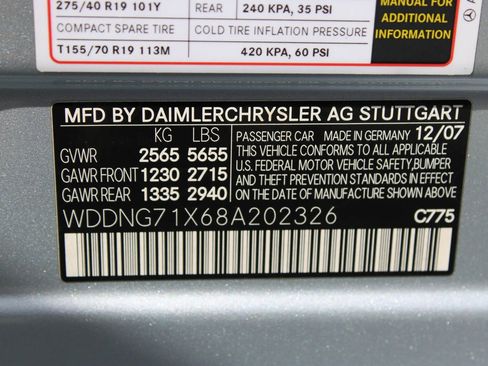 275/40 R19 101Y REAR 240 KPA, 35 PSI
MANUAL FOR
ADDITIONAL
INFORMATION
COMPACT SPARE TIRE COLD TIRE INFLATION PRESSURE
T155/70 R19 113M 420 KPA, 60 PSI
MFD BY DAIMLERCHRYSLER AG STUTTGART
KG LBS PASSENGER CAR MADE IN GERMANY 12/07
GVWR 2565 5655 THIS VEHICLE CONFORMS TO ALL APPLICABLE
GAWR FRONT 1230 2715 U.S. FEDERAL MOTOR VEHICLE SAFETY, BUMPER
GAWR REAR 1335 2940 AND THEFT PREVENTION STANDARDS IN EFFECT ON THE DATE OF MANUFACTURE SHOWN ABOVE.
WDDNG71X68A202326 C775